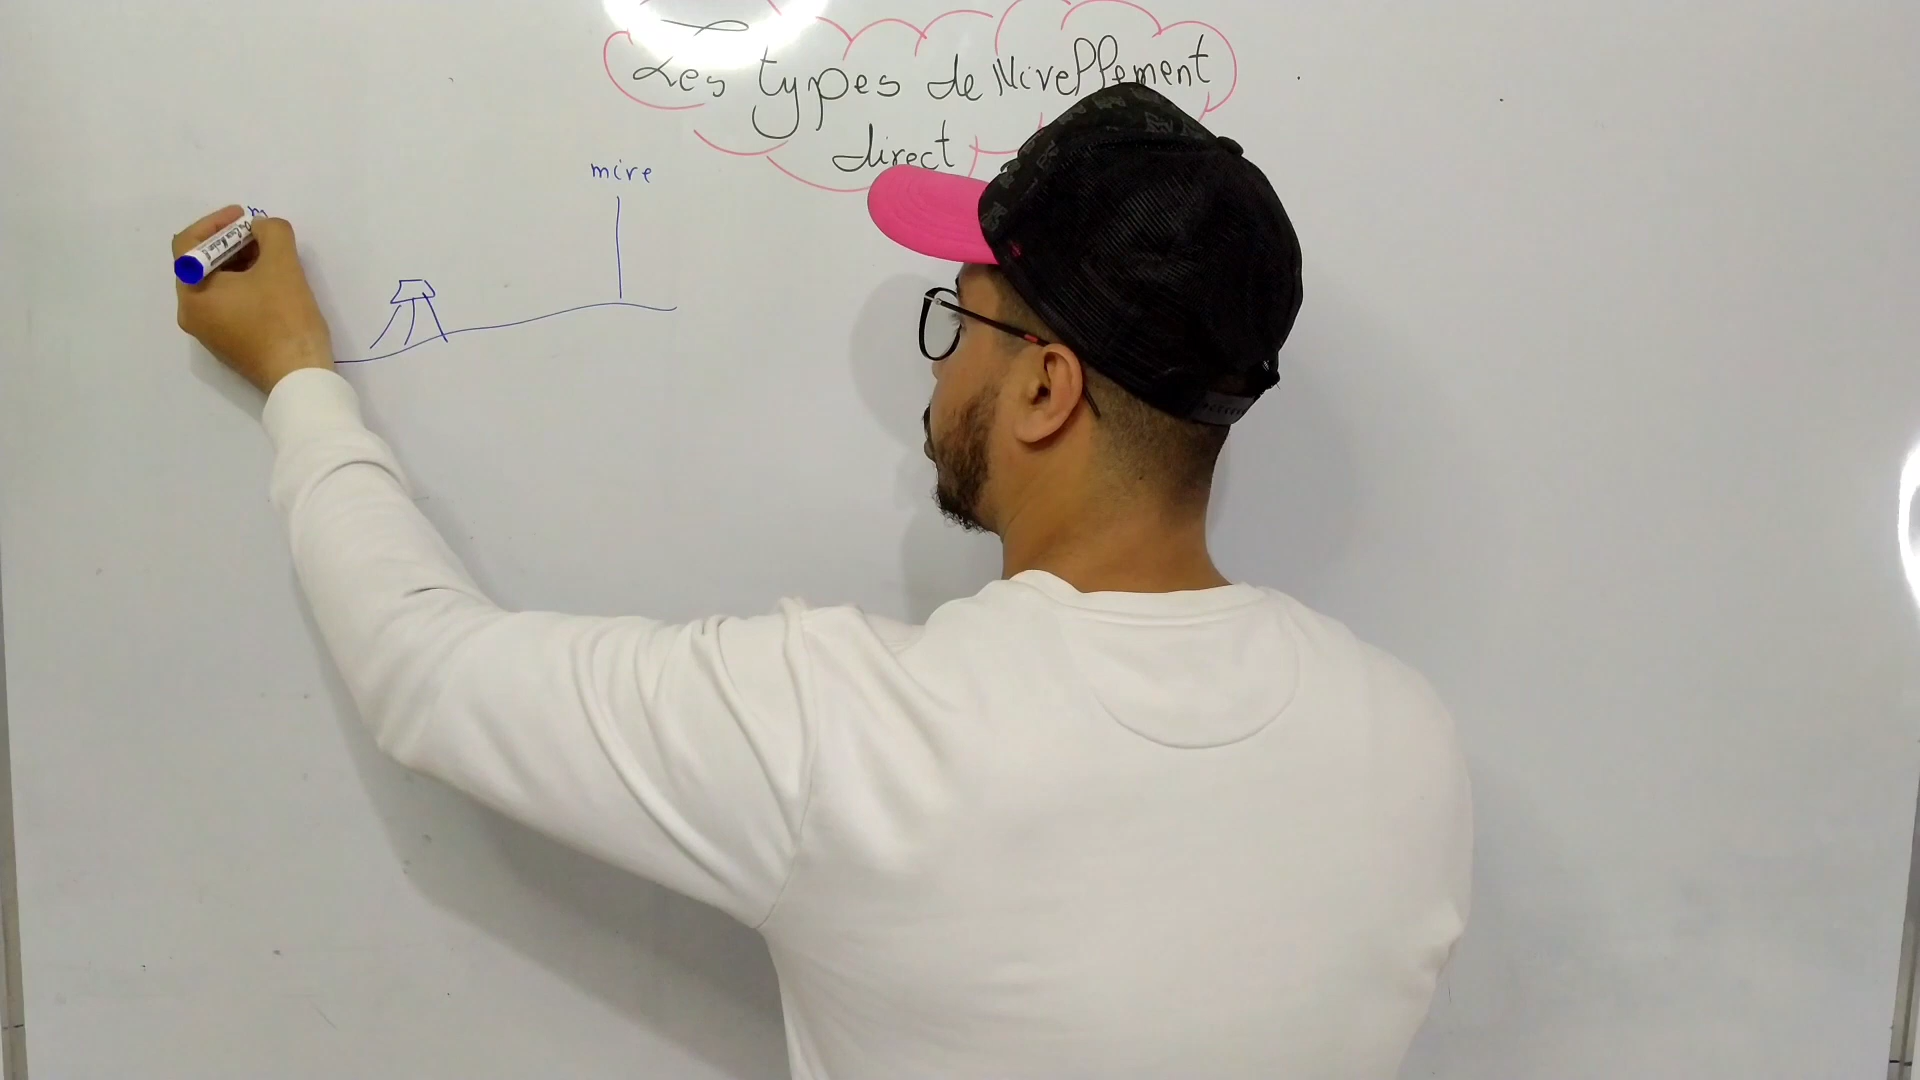 Les types de Nivellement
direct
mire
m